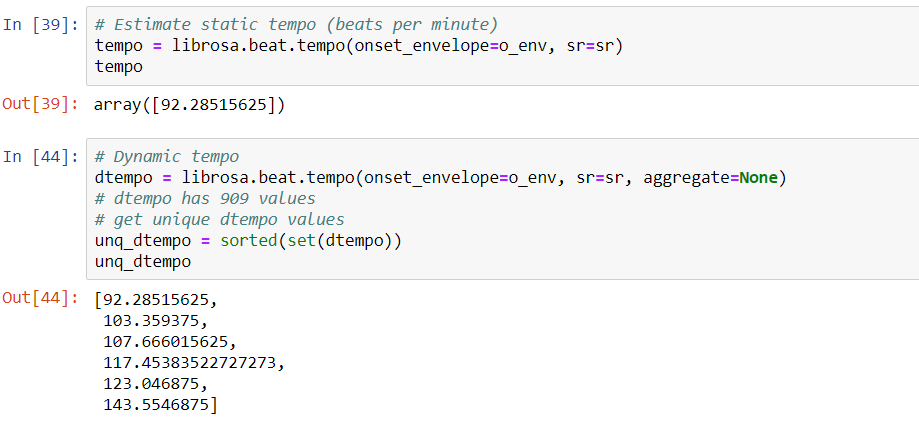 In [39]: # Estimate static tempo (beats per minute)
tempo = librosa.beat.tempo(onset_envelope=o_env, sr=sr)
tempo
Out[39]: array([92.28515625])
In [44]: # Dynamic tempo
dtempo = librosa.beat.tempo(onset_envelope=o_env, sr=sr, aggregate=None)
# dtempo has 909 values
# get unique dtempo values
unq_dtempo = sorted(set(dtempo))
unq_dtempo
Out[44]: [92.28515625,
103.359375,
107.666015625,
117.45383522727273,
123.046875,
143.5546875]